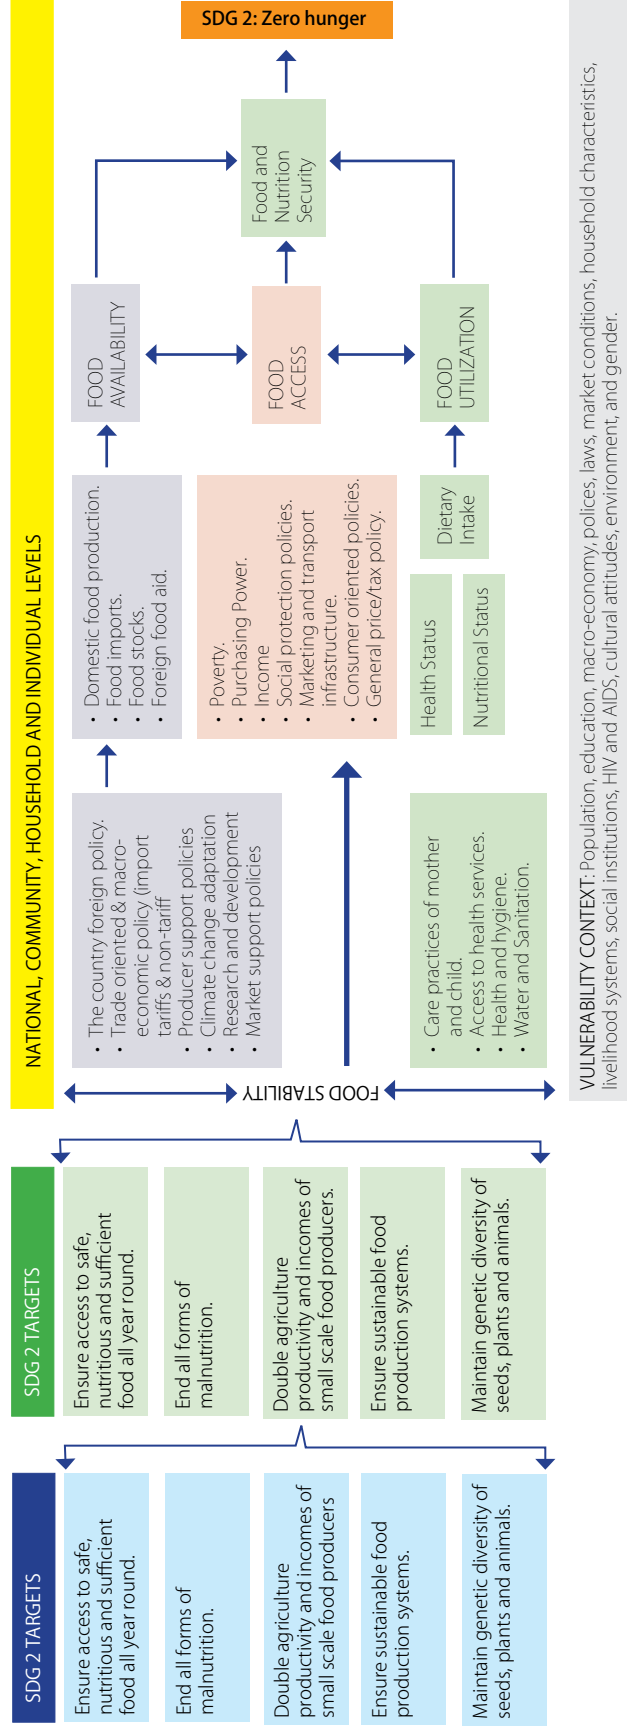 SDG 2 TARGETS
Ensure access to safe,
nutritious and sufficient
food all year round.
End all forms of
malnutrition.
Double agriculture
productivity and incomes of
small scale food producers
Ensure sustainable food
production systems.
Maintain genetic diversity of
seeds, plants and animals.
SDG 2 TARGETS
Ensure access to safe,
nutritious and sufficient
food all year round.
End all forms of
malnutrition.
Double agriculture
productivity and incomes of
small scale food producers.
Ensure sustainable food
production systems.
Maintain genetic diversity of
seeds, plants and animals.
NATIONAL, COMMUNITY, HOUSEHOLD AND INDIVIDUAL LEVELS
FOOD STABILITY
• The country foreign policy.
• Trade oriented & macro-
economic policy (import
tariffs & non-tariff
• Producer support policies
• Climate change adaptation
• Research and development
• Market support policies
• Domestic food production.
• Food imports.
• Food stocks.
• Foreign food aid.
FOOD
AVAILABILITY
• Poverty.
• Purchasing Power.
• Income
• Social protection policies.
• Marketing and transport
infrastructure.
• Consumer oriented policies.
• General price/tax policy.
FOOD
ACCESS
• Care practices of mother
and child.
• Access to health services.
• Health and hygiene.
• Water and Sanitation.
Health Status
Nutritional Status
Dietary
Intake
FOOD
UTILIZATION
Food and
Nutrition
Security
SDG 2: Zero hunger
VULNERABILITY CONTEXT: Population, education, macro-economy, polices, laws, market conditions, household characteristics,
livelihood systems, social institutions, HIV and AIDS, cultural attitudes, environment, and gender.